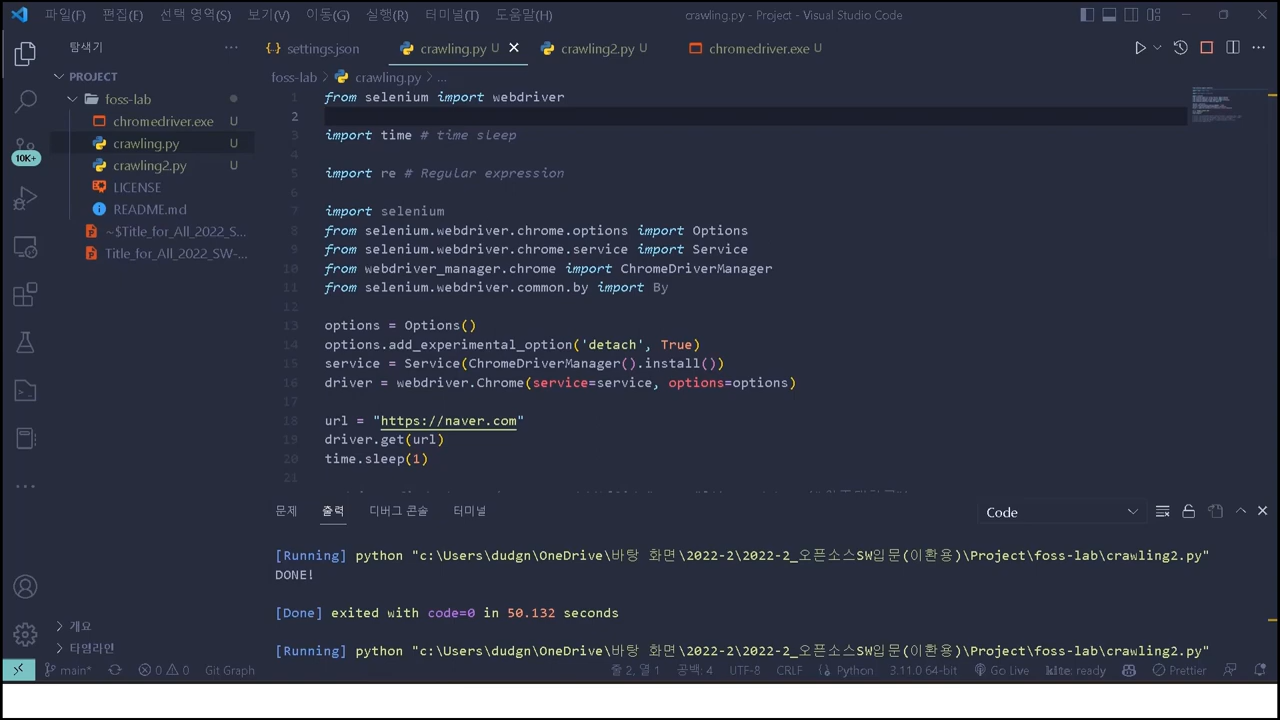 파일(F) 편집(E) 선택 영역(S) 보기(V) 이동(G) 실행(R) 터미널(T) 도움말(H) crawling.py - Project - Visual Studio Code
탐색기 ...
PROJECT
foss-lab
chromedriver.exe U
crawling.py U
crawling2.py U
LICENSE
README.md
~$Title_for_All_2022_S...
Title_for_All_2022_SW-...
10K+
개요
타임라인
settings.json crawling.py U crawling2.py U chromedriver.exe U
foss-lab > crawling.py > ...
1 from selenium import webdriver
2
3 import time # time sleep
4
5 import re # Regular expression
6
7 import selenium
8 from selenium.webdriver.chrome.options import Options
9 from selenium.webdriver.chrome.service import Service
10 from webdriver_manager.chrome import ChromeDriverManager
11 from selenium.webdriver.common.by import By
12
13 options = Options()
14 options.add_experimental_option('detach', True)
15 service = Service(ChromeDriverManager().install())
16 driver = webdriver.Chrome(service=service, options=options)
17
18 url = "https://naver.com"
19 driver.get(url)
20 time.sleep(1)
21
문제 출력 디버그 콘솔 터미널 Code
[Running] python "c:\Users\dudgn\OneDrive\바탕 화면\2022-2\2022-2_오픈소스SW입문(이환용)\Project\foss-lab\crawling2.py"
DONE!
[Done] exited with code=0 in 50.132 seconds
[Running] python "c:\Users\dudgn\OneDrive\바탕 화면\2022-2\2022-2_오픈소스SW입문(이환용)\Project\foss-lab\crawling2.py"
main* 0 0 Git Graph 줄 2, 열 1 공백: 4 UTF-8 CRLF Python 3.11.0 64-bit Go Live kite: ready Prettier